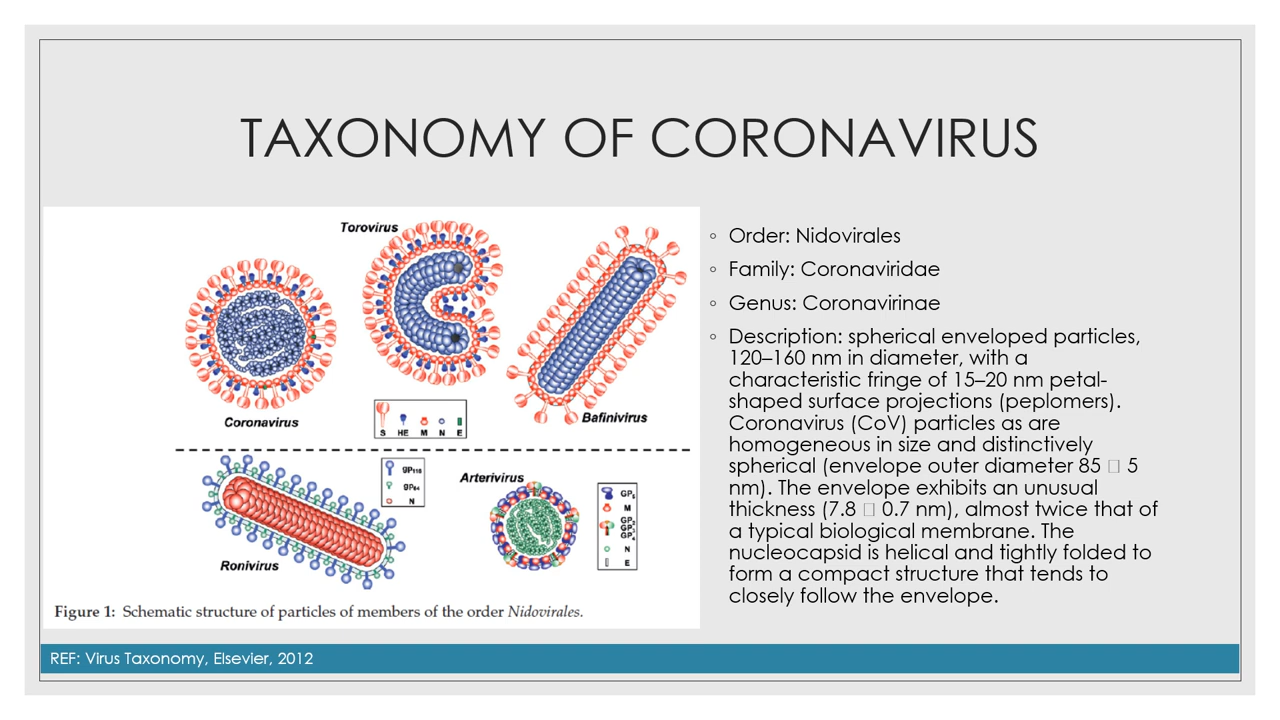 TAXONOMY OF CORONAVIRUS
Torovirus
Coronavirus
Bafinivirus
S HE M N E
gp116
gp64
N
Arterivirus
GP5
M
GP2
GP3
GP4
N
E
Ronivirus
Figure 1: Schematic structure of particles of members of the order Nidovirales.
◦ Order: Nidovirales
◦ Family: Coronaviridae
◦ Genus: Coronavirinae
◦ Description: spherical enveloped particles,
120–160 nm in diameter, with a
characteristic fringe of 15–20 nm petal-
shaped surface projections (peplomers).
Coronavirus (CoV) particles as are
homogeneous in size and distinctively
spherical (envelope outer diameter 85 □ 5
nm). The envelope exhibits an unusual
thickness (7.8 □ 0.7 nm), almost twice that of
a typical biological membrane. The
nucleocapsid is helical and tightly folded to
form a compact structure that tends to
closely follow the envelope.
REF: Virus Taxonomy, Elsevier, 2012